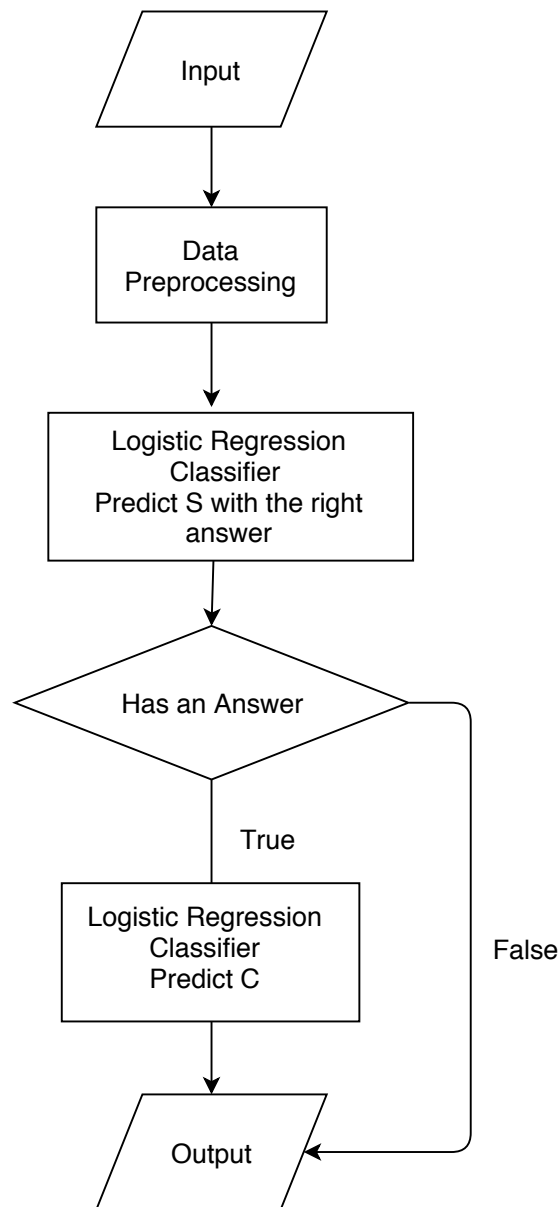 Input
Data
Preprocessing
Logistic Regression
Classifier
Predict S with the right
answer
Has an Answer
True
Logistic Regression
Classifier
Predict C
False
Output